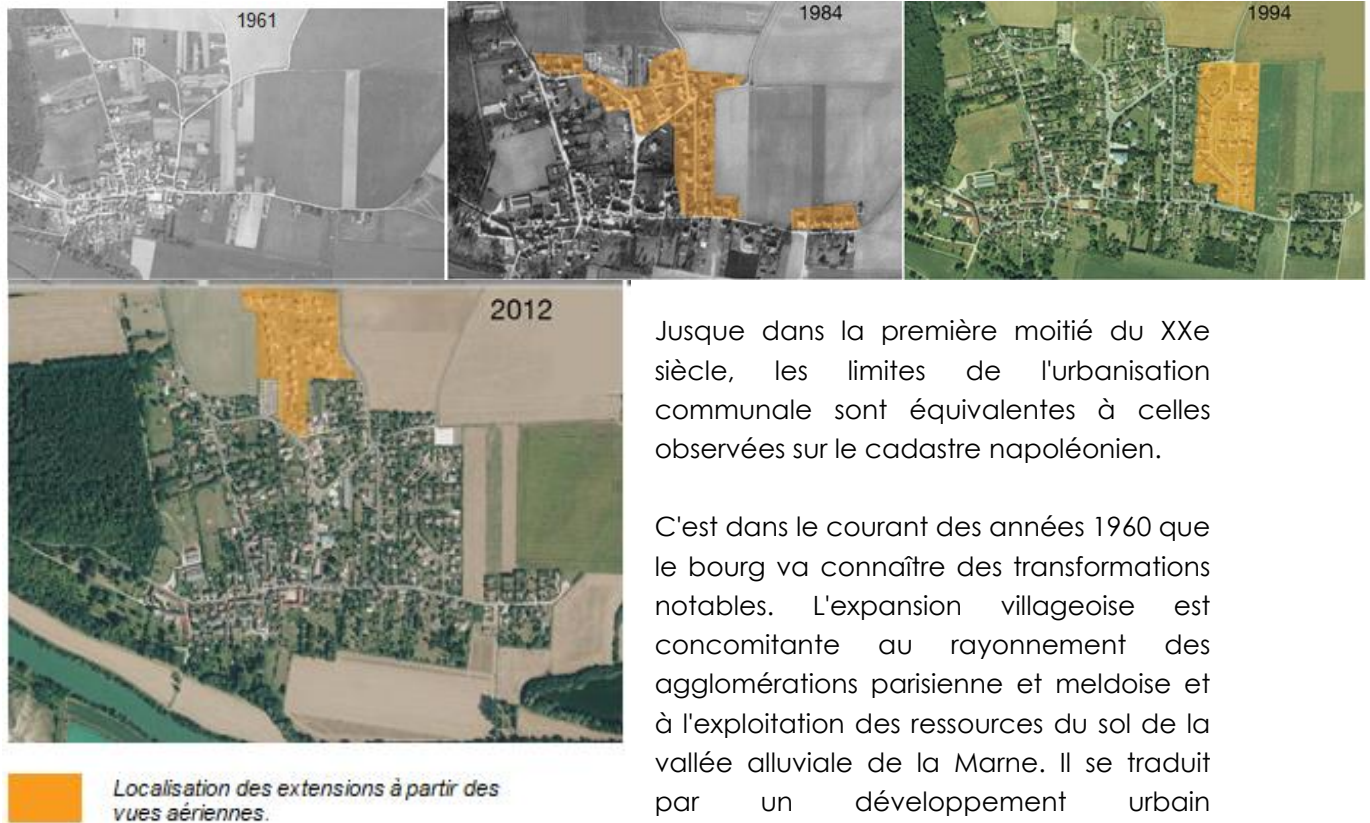 1961
1984
1994
2012
Jusque dans la première moitié du XXe
siècle, les limites de l'urbanisation
communale sont équivalentes à celles
observées sur le cadastre napoléonien.
C'est dans le courant des années 1960 que
le bourg va connaître des transformations
notables. L'expansion villageoise est
concomitante au rayonnement des
agglomérations parisienne et meldoise et
à l'exploitation des ressources du sol de la
vallée alluviale de la Marne. Il se traduit
par un développement urbain
Localisation des extensions à partir des
vues aériennes.